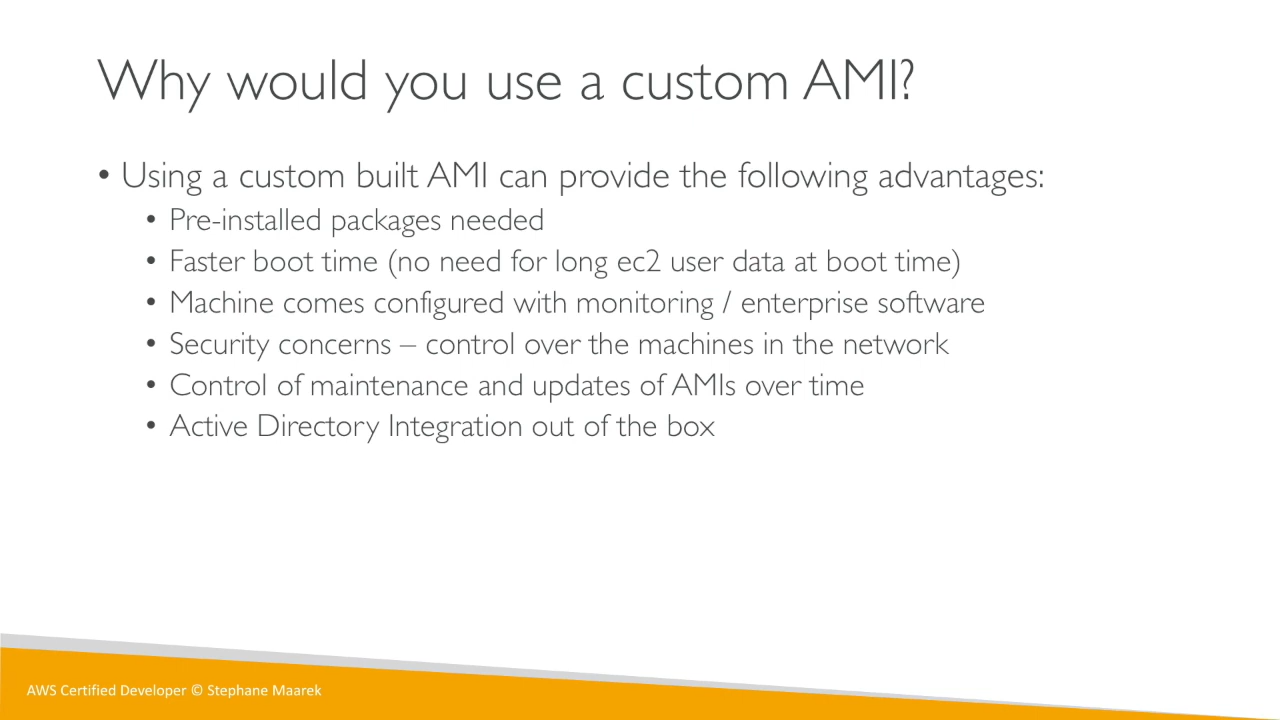 Why would you use a custom AMI?
• Using a custom built AMI can provide the following advantages:
• Pre-installed packages needed
• Faster boot time (no need for long ec2 user data at boot time)
• Machine comes configured with monitoring / enterprise software
• Security concerns – control over the machines in the network
• Control of maintenance and updates of AMIs over time
• Active Directory Integration out of the box
AWS Certified Developer © Stephane Maarek